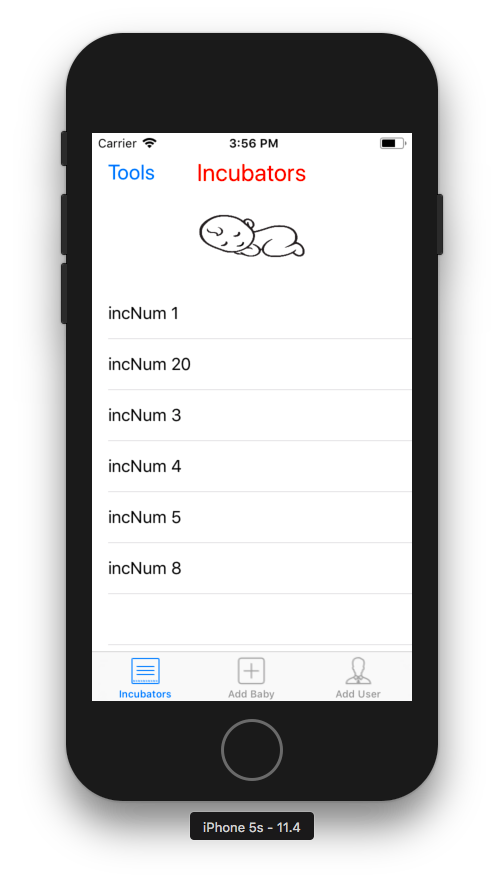 Carrier 3:56 PM
Tools Incubators
incNum 1
incNum 20
incNum 3
incNum 4
incNum 5
incNum 8
Incubators Add Baby Add User
iPhone 5s - 11.4